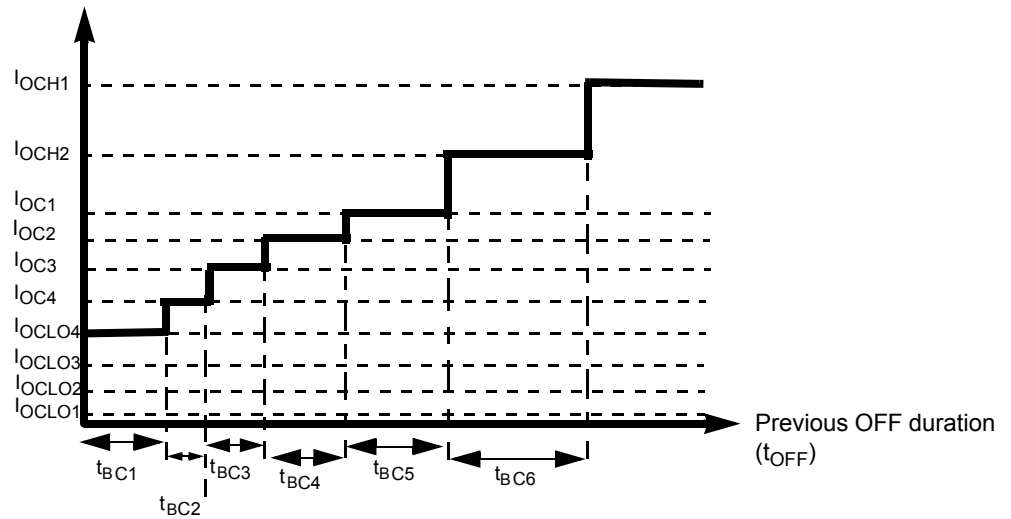 IOCH1
IOCH2
IOC1
IOC2
IOC3
IOC4
IOCLO4
IOCLO3
IOCLO2
IOCLO1
Previous OFF duration
(tOFF)
tBC1
tBC2
tBC3
tBC4
tBC5
tBC6